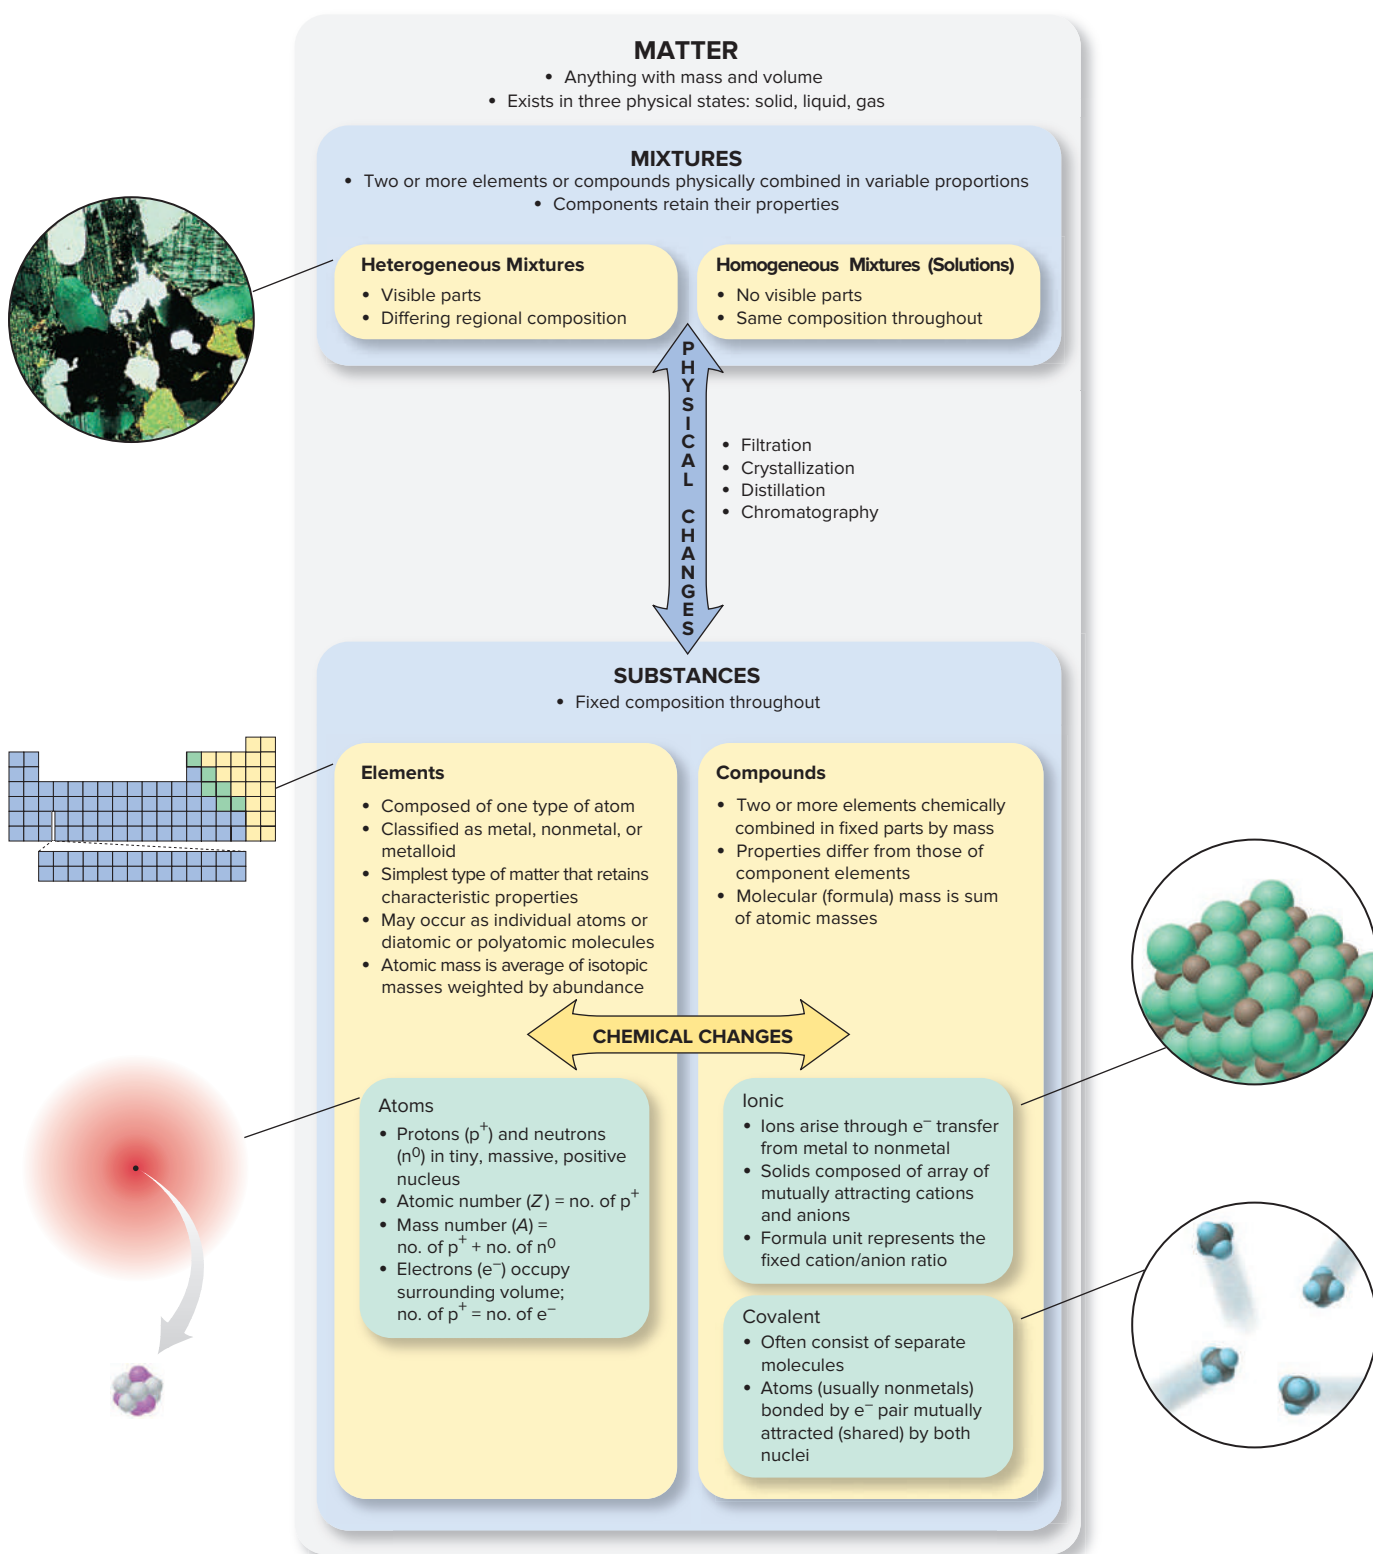 MATTER
• Anything with mass and volume
• Exists in three physical states: solid, liquid, gas
MIXTURES
• Two or more elements or compounds physically combined in variable proportions
• Components retain their properties
Heterogeneous Mixtures
• Visible parts
• Differing regional composition
Homogeneous Mixtures (Solutions)
• No visible parts
• Same composition throughout
PHYSICAL CHANGES
• Filtration
• Crystallization
• Distillation
• Chromatography
SUBSTANCES
• Fixed composition throughout
Elements
• Composed of one type of atom
• Classified as metal, nonmetal, or
metalloid
• Simplest type of matter that retains
characteristic properties
• May occur as individual atoms or
diatomic or polyatomic molecules
• Atomic mass is average of isotopic
masses weighted by abundance
Compounds
• Two or more elements chemically
combined in fixed parts by mass
• Properties differ from those of
component elements
• Molecular (formula) mass is sum
of atomic masses
CHEMICAL CHANGES
Atoms
• Protons (p⁺) and neutrons
(n⁰) in tiny, massive, positive
nucleus
• Atomic number (Z) = no. of p⁺
• Mass number (A) =
no. of p⁺ + no. of n⁰
• Electrons (e⁻) occupy
surrounding volume;
no. of p⁺ = no. of e⁻
Ionic
• Ions arise through e⁻ transfer
from metal to nonmetal
• Solids composed of array of
mutually attracting cations
and anions
• Formula unit represents the
fixed cation/anion ratio
Covalent
• Often consist of separate
molecules
• Atoms (usually nonmetals)
bonded by e⁻ pair mutually
attracted (shared) by both
nuclei